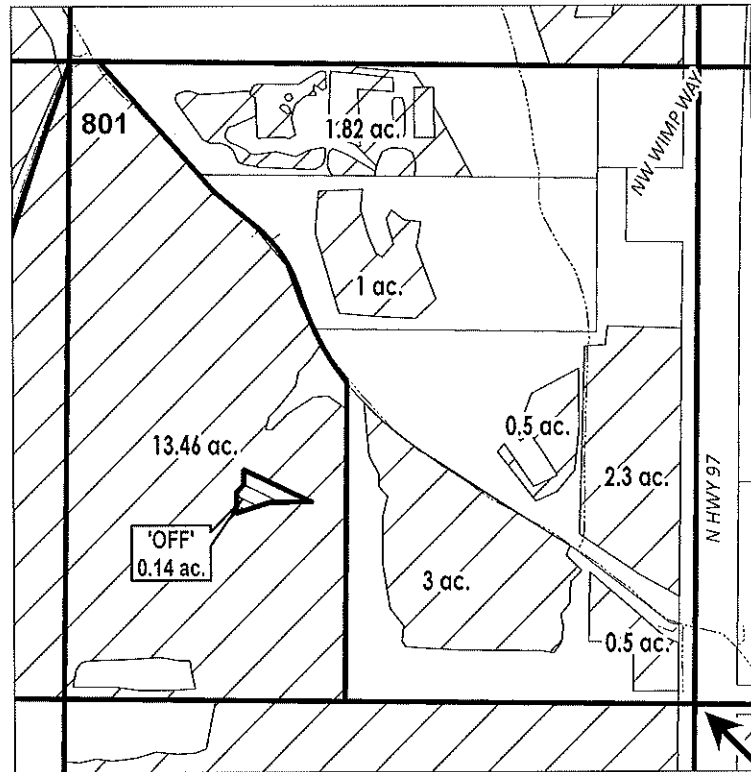 801
1.82 ac.
NW WIMP WAY
1 ac.
0.5 ac.
13.46 ac.
2.3 ac.
N HWY 97
'OFF'
0.14 ac.
3 ac.
0.5 ac.